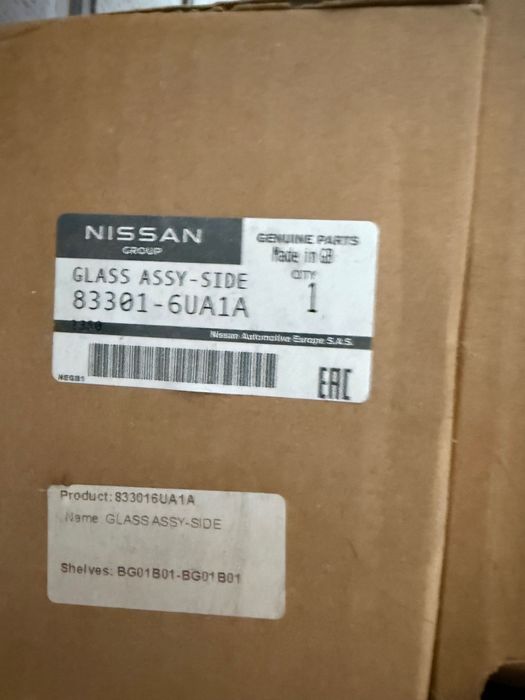 NISSAN
GROUP
GENUINE PARTS
Made in GB
QTY
1
GLASS ASSY-SIDE
83301-6UA1A
Nissan Automotive Europe S.A.S.
NEGB1
EAC
Product: 833016UA1A
Name: GLASS ASSY-SIDE
Shelves: BG01B01-BG01B01